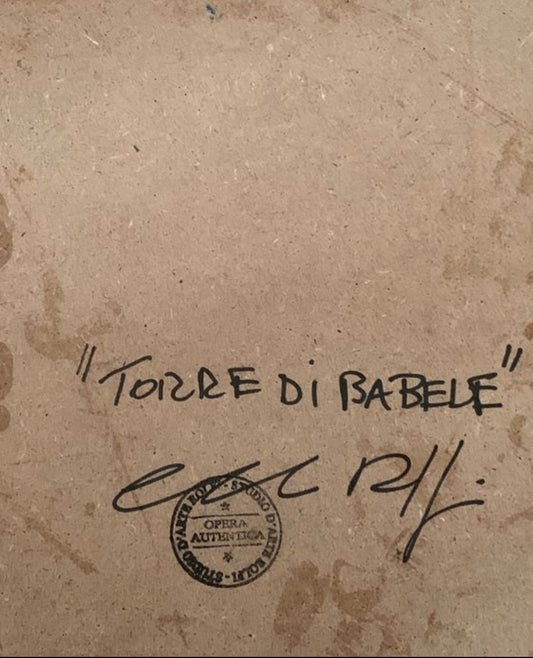 "TORRE DI BABELE"
STUDIO D'ARTE ROLFI - STUDIO D'ARTE ROLFI -
OPERA
AUTENTICA